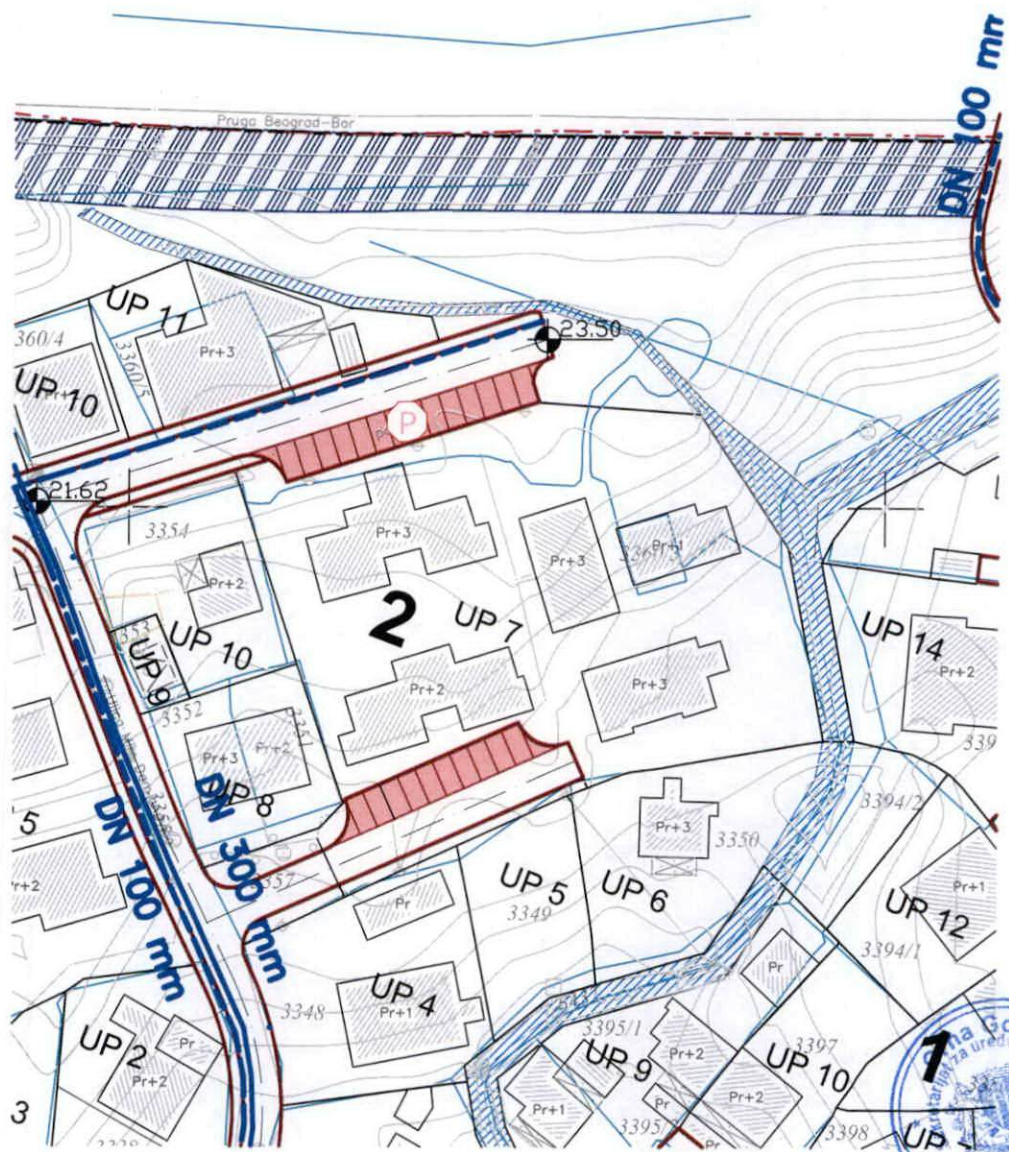 DN 100 mm
Pruga Beograd-Bar
UP 11
23.50
360/4
3360/5
Pr+3
UP 10
P
21.62
3354
Pr+3
Pr+3
Pr+1
Pr+2
2
UP 7
UP 10
UP 9
UP 14
Pr+2
3352
Pr+2
Pr+3
Pr+3
Pr+2
UP 8
DN 300 mm
DN 100 mm
5
3394/2
Pr+3
3350
Pr+1
UP 5
UP 6
3349
UP 12
3394/1
Pr
Pr
UP 4
3348
Pr+1
UP 2
Pr
Pr+2
3395/1
UP 9
Pr+2
3397
UP 10
1
Pr+1
Pr
Pr+2
3
3398